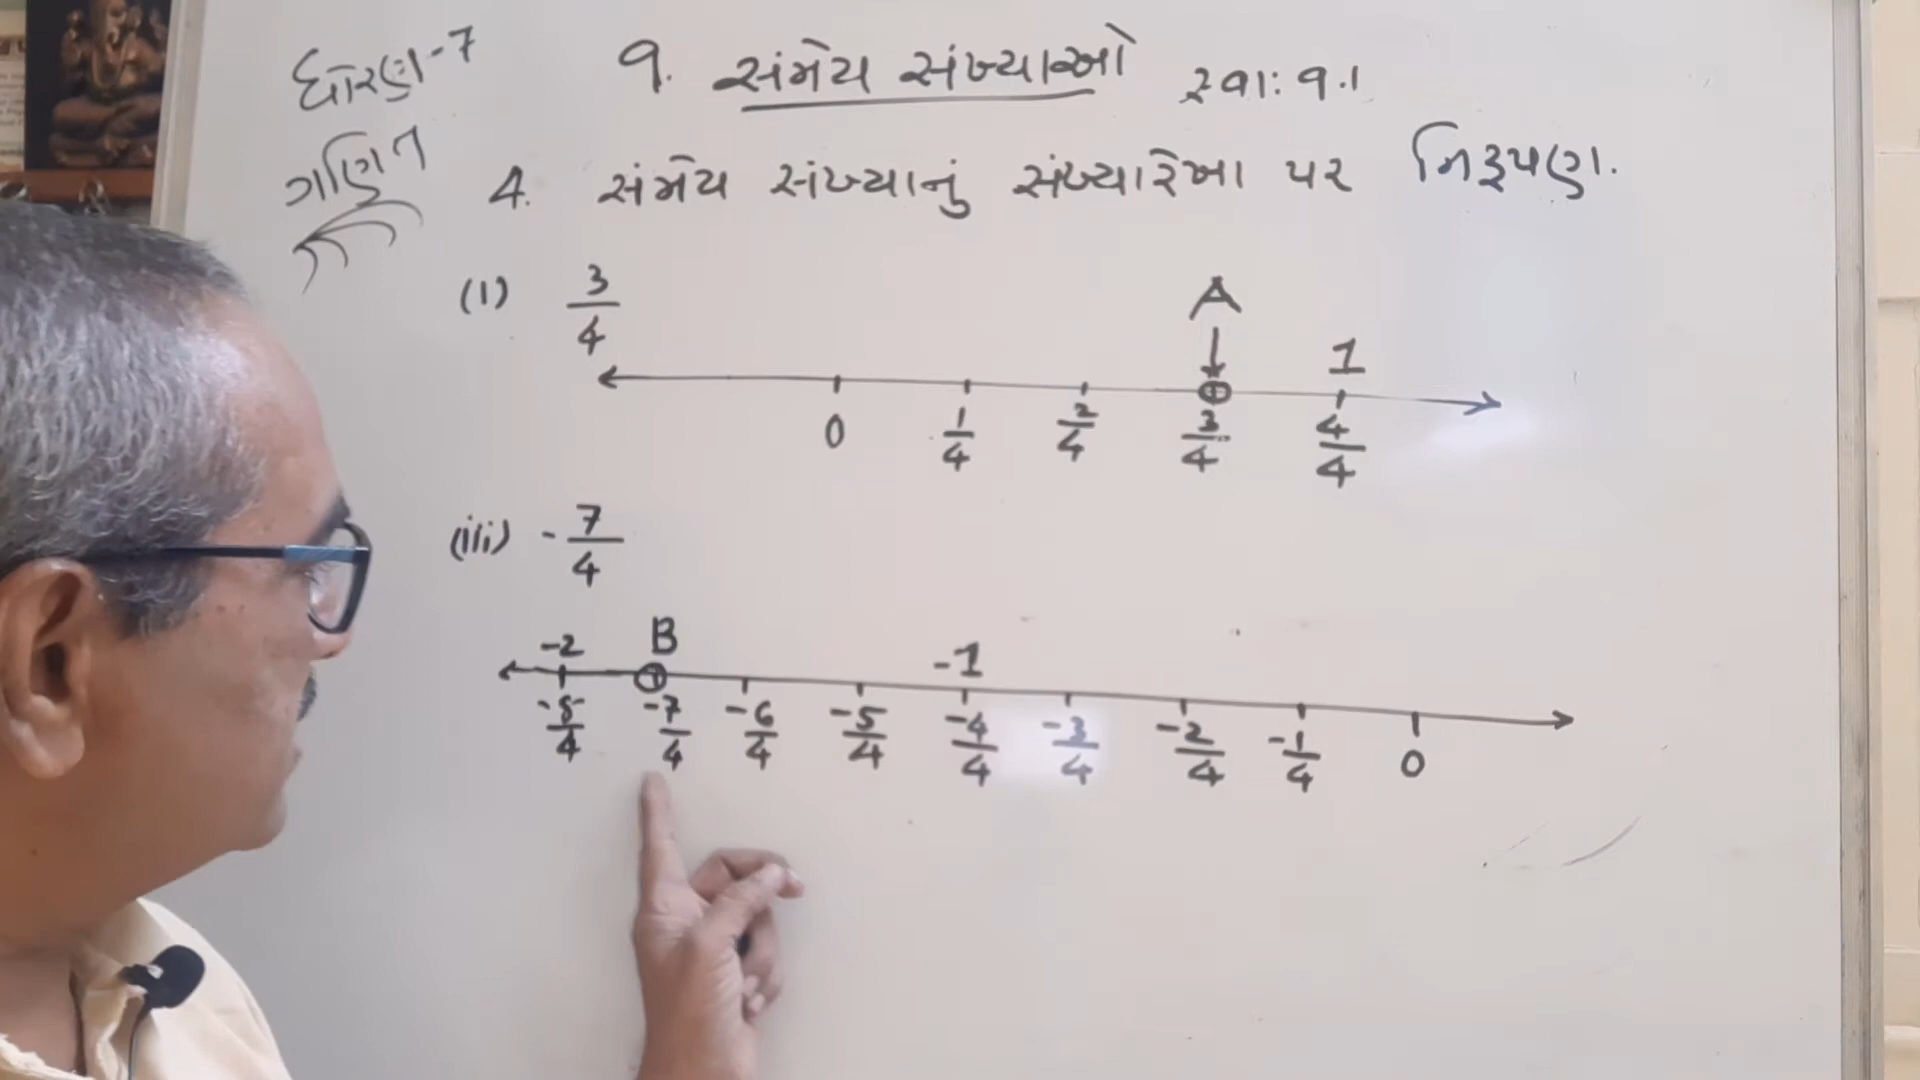 ધોરણ-7
ગણિત
9. સંમેય સંખ્યાઓ સ્વા: 9.1
4. સંમેય સંખ્યાનું સંખ્યારેખા પર નિરૂપણ.
(i) 3/4
A
1
0 1/4 2/4 3/4 4/4
(iii) -7/4
-2 B -1
-8/4 -7/4 -6/4 -5/4 -4/4 -3/4 -2/4 -1/4 0